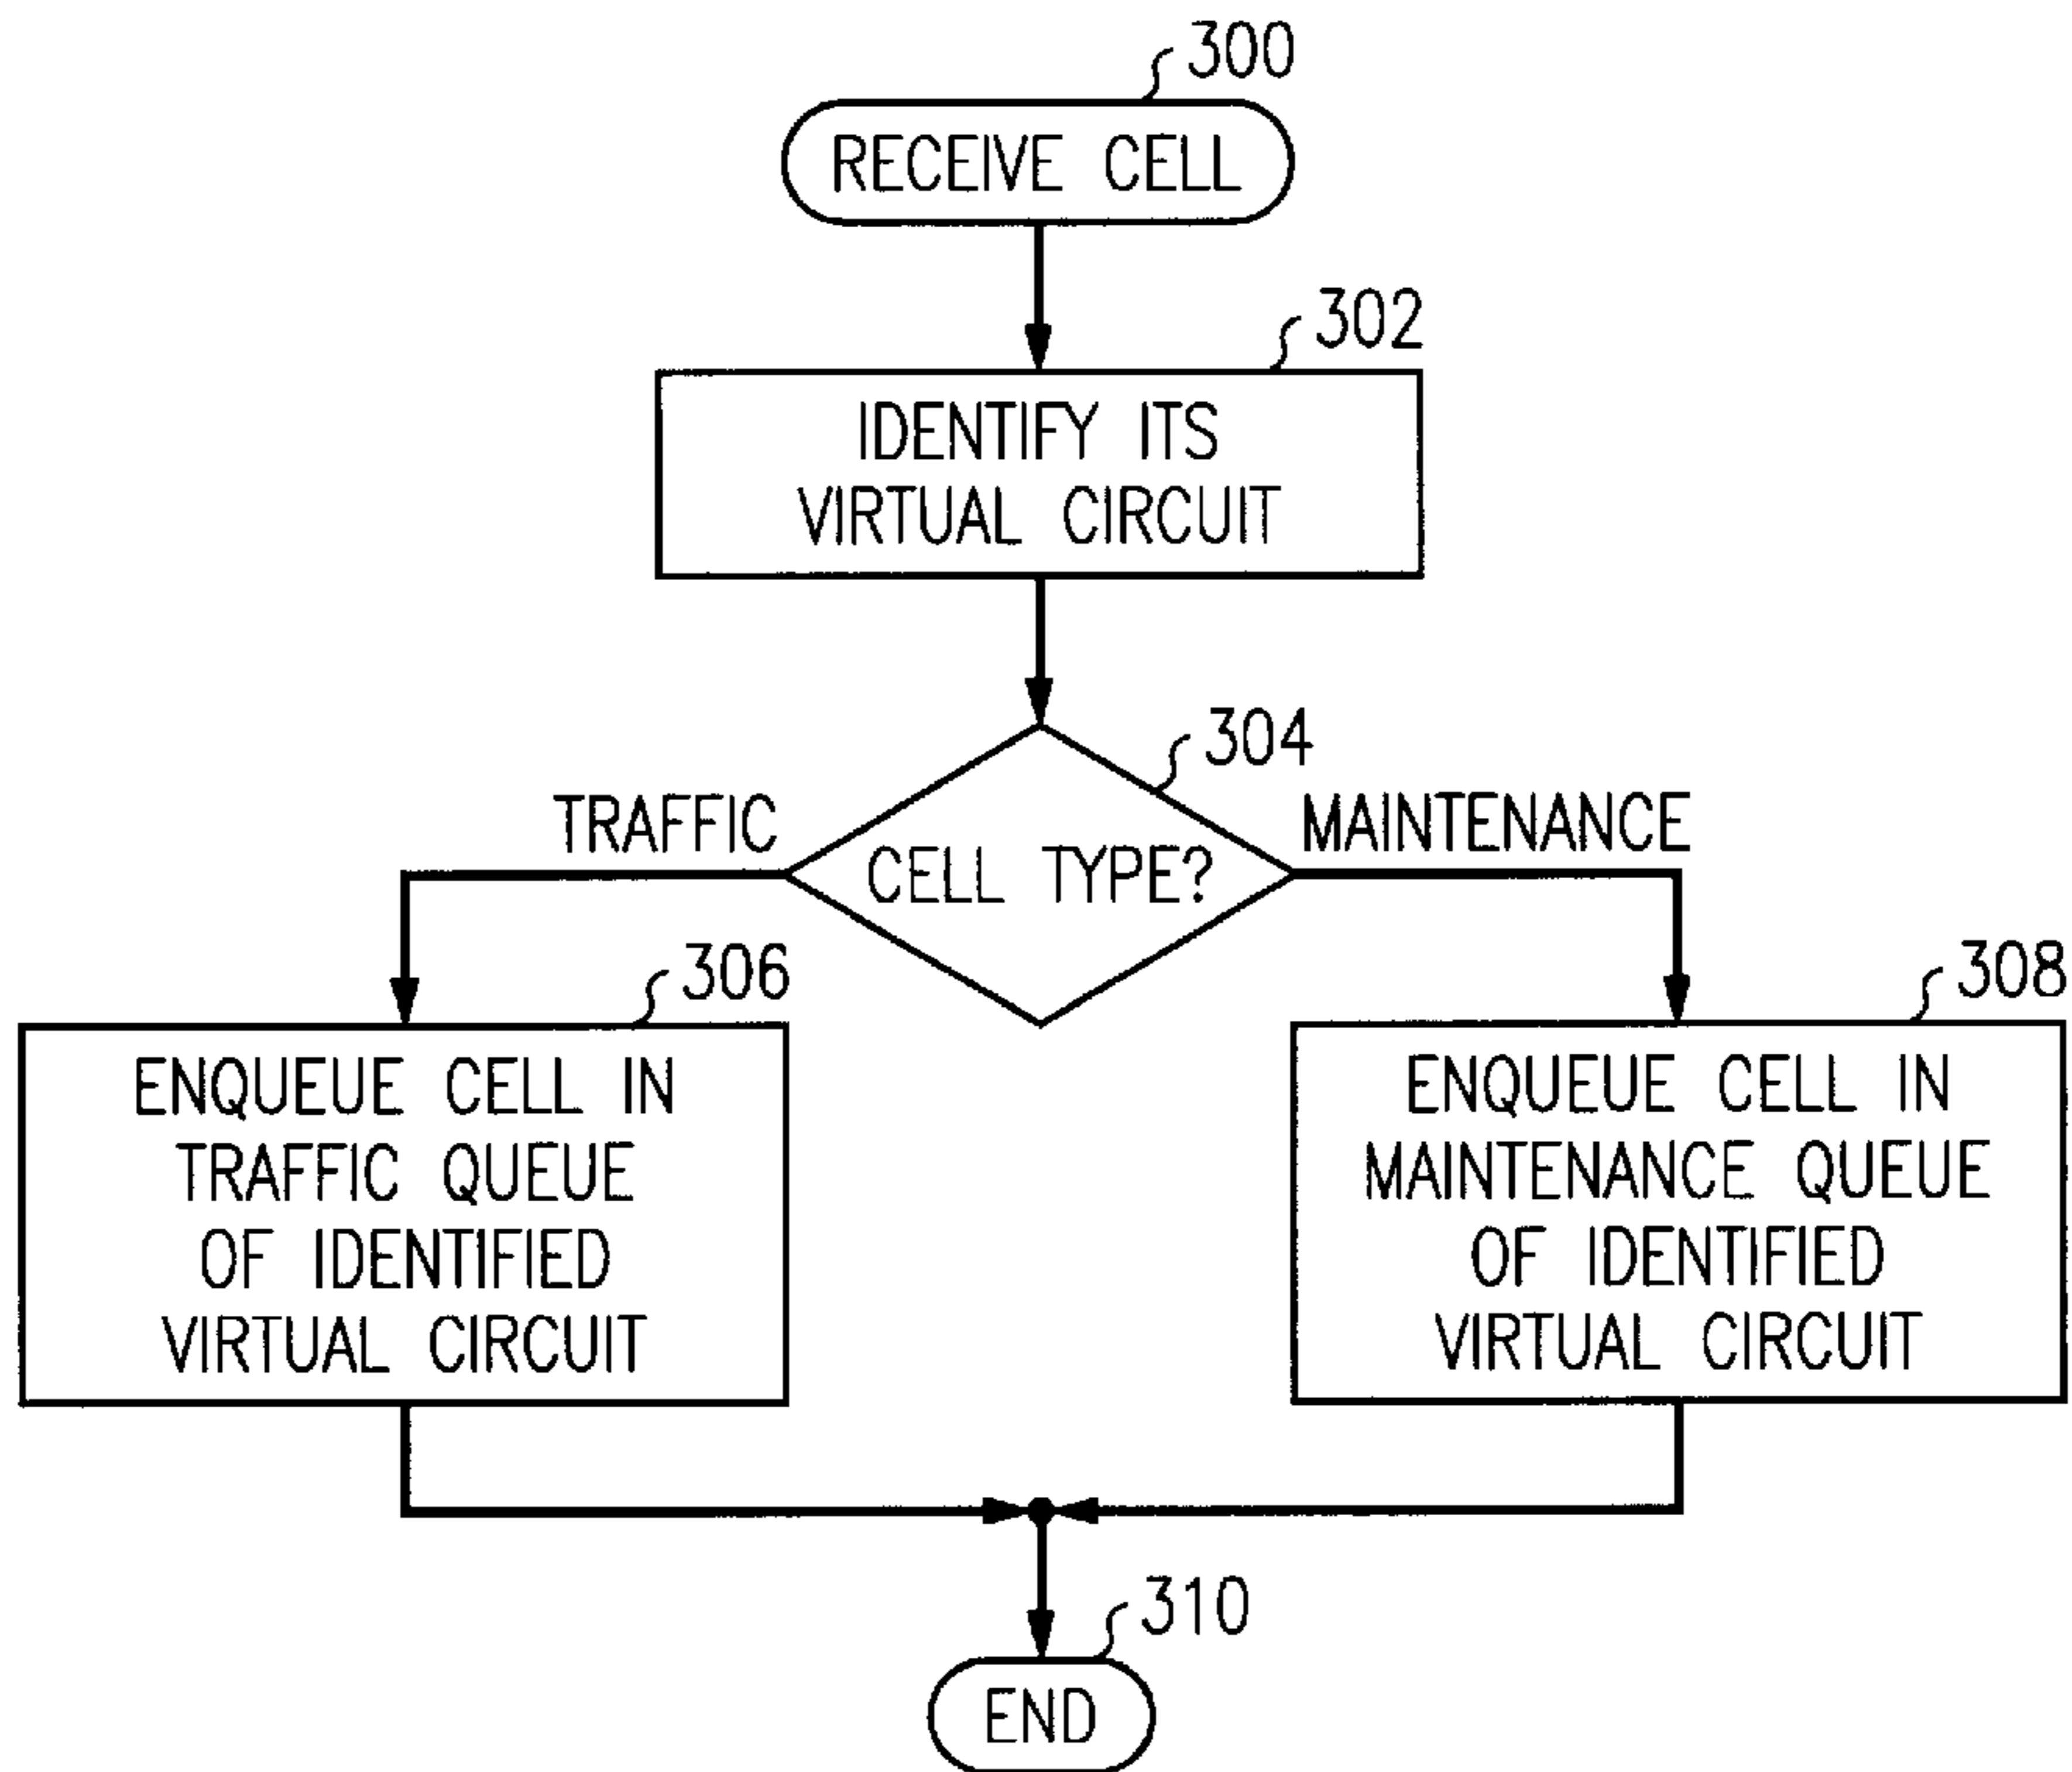 300
RECEIVE CELL
302
IDENTIFY ITS
VIRTUAL CIRCUIT
304
TRAFFIC
CELL TYPE?
MAINTENANCE
306
ENQUEUE CELL IN
TRAFFIC QUEUE
OF IDENTIFIED
VIRTUAL CIRCUIT
308
ENQUEUE CELL IN
MAINTENANCE QUEUE
OF IDENTIFIED
VIRTUAL CIRCUIT
310
END